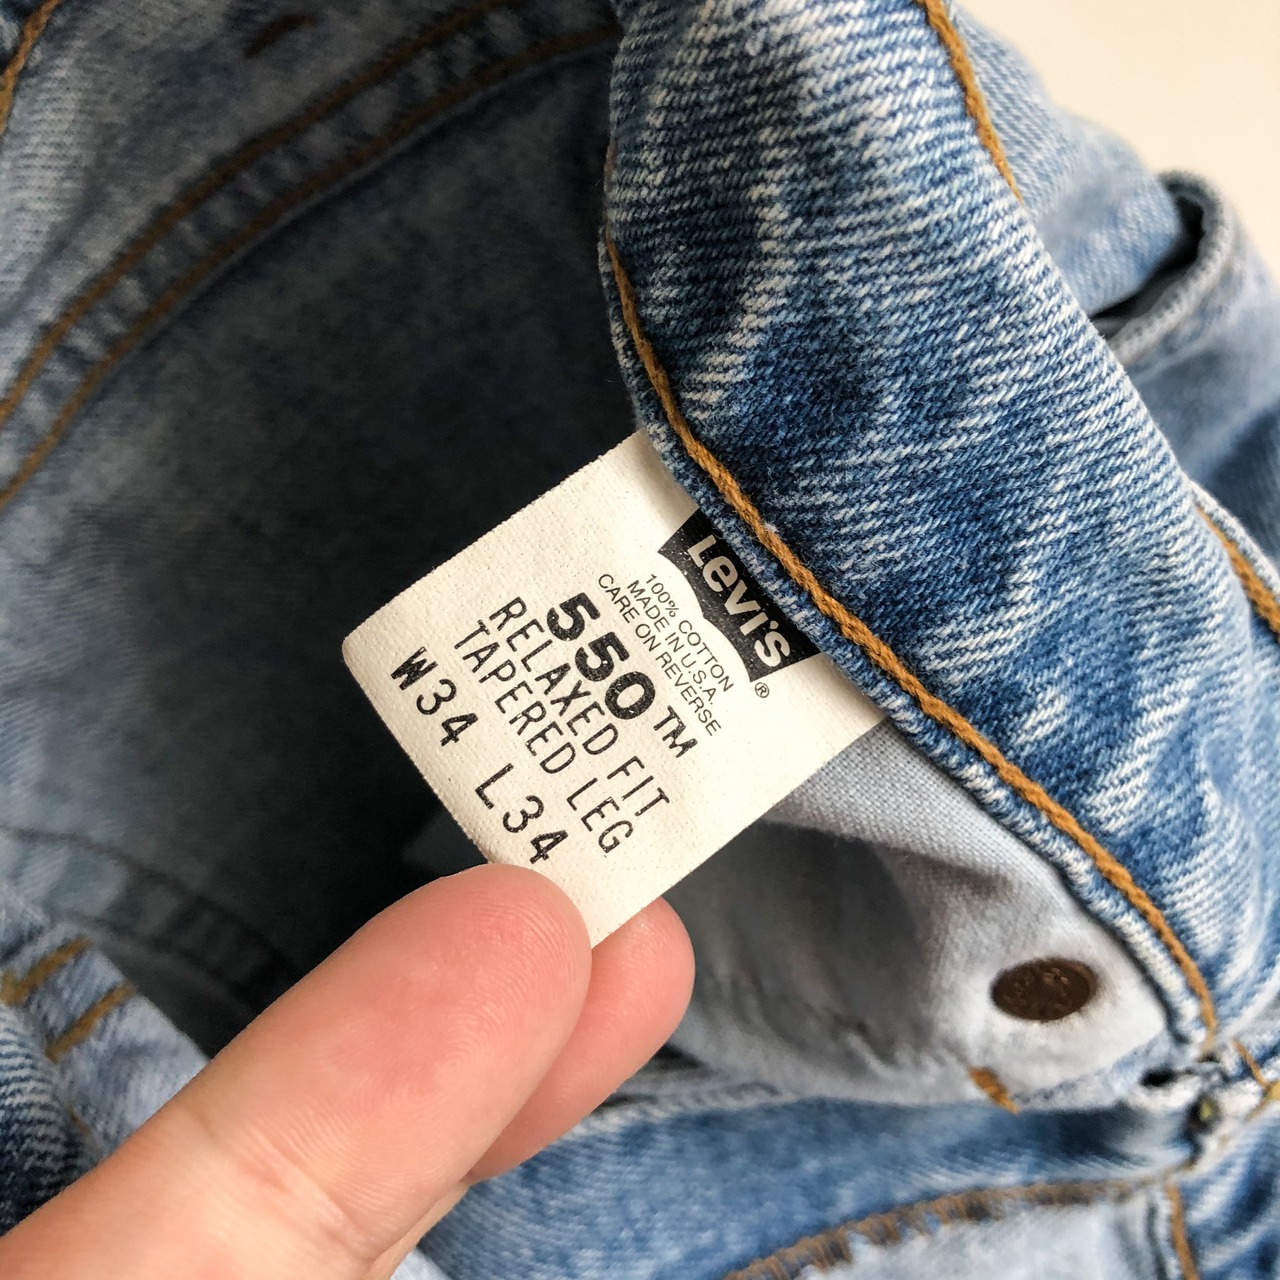 Levi's®
100% COTTON
MADE IN U.S.A.
CARE ON REVERSE
550™
RELAXED FIT
TAPERED LEG
W34 L34